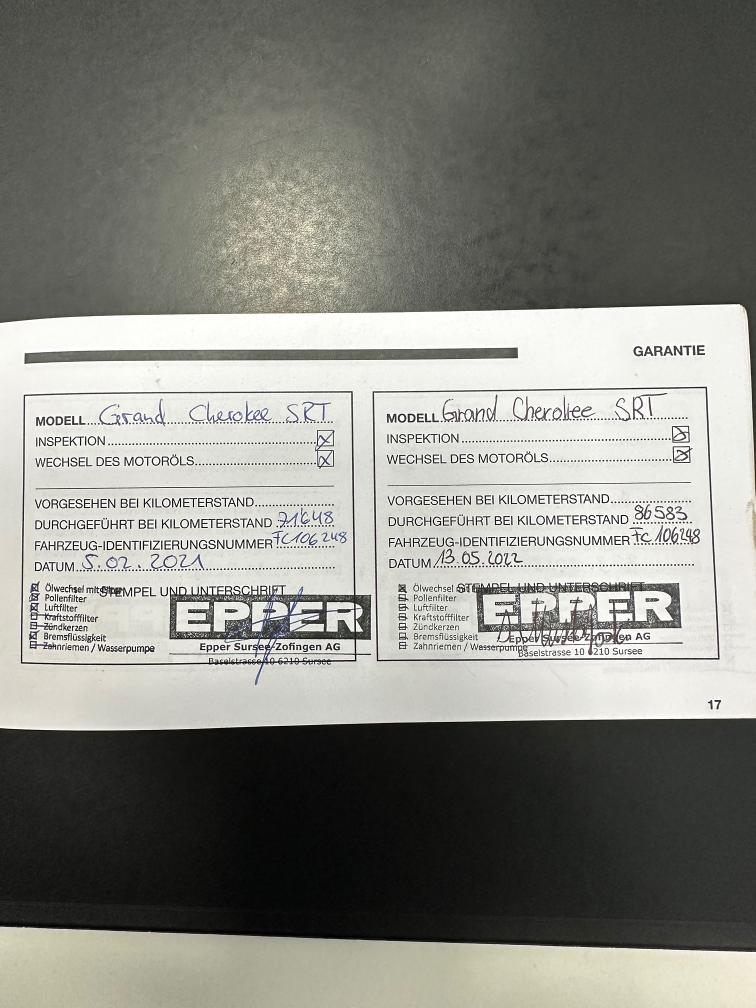 GARANTIE
MODELL Grand Cherokee SRT
INSPEKTION
WECHSEL DES MOTORÖLS
VORGESEHEN BEI KILOMETERSTAND
DURCHGEFÜHRT BEI KILOMETERSTAND 71648
FAHRZEUG-IDENTIFIZIERUNGSNUMMER FC106248
DATUM 5.02.2021
STEMPEL UND UNTERSCHRIFT
Ölwechsel mit Filter
Pollenfilter
Luftfilter
Kraftstofffilter
Zündkerzen
Bremsflüssigkeit
Zahnriemen / Wasserpumpe
EPPER
Epper Sursee-Zofingen AG
Baselstrasse 10 6210 Sursee
MODELL Grand Cherokee SRT
INSPEKTION
WECHSEL DES MOTORÖLS
VORGESEHEN BEI KILOMETERSTAND
DURCHGEFÜHRT BEI KILOMETERSTAND 86583
FAHRZEUG-IDENTIFIZIERUNGSNUMMER FC106248
DATUM 13.05.2022
STEMPEL UND UNTERSCHRIFT
Ölwechsel
Pollenfilter
Luftfilter
Kraftstofffilter
Zündkerzen
Bremsflüssigkeit
Zahnriemen / Wasserpumpe
EPPER
Epper Sursee-Zofingen AG
Baselstrasse 10 6210 Sursee
17